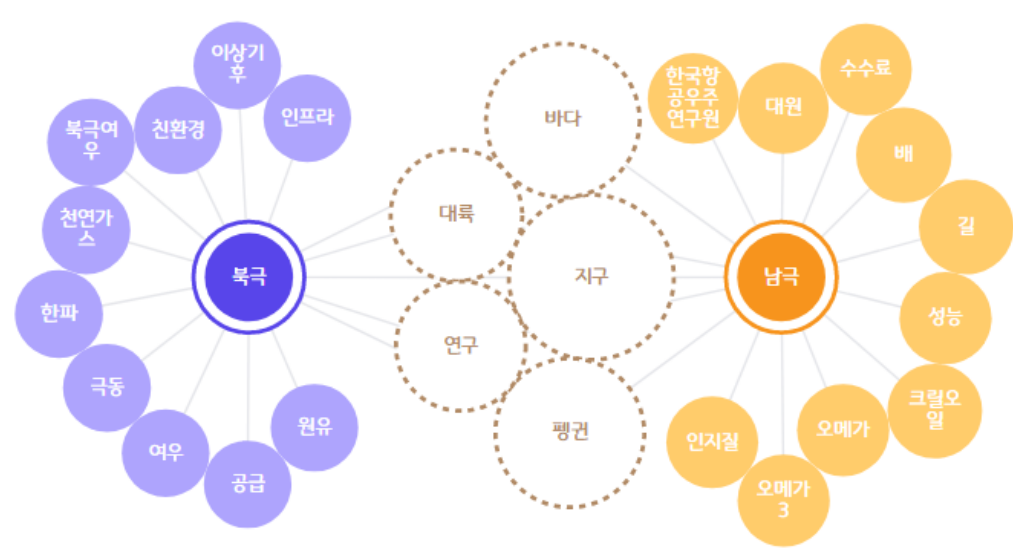 이상기
후
인프라
친환경
북극여
우
천연가
스
한파
극동
여우
공급
원유
북극
바다
대륙
지구
연구
펭귄
남극
한국항
공우주
연구원
대원
수수료
배
길
성능
크릴오
일
오메가
오메가
3
인지질